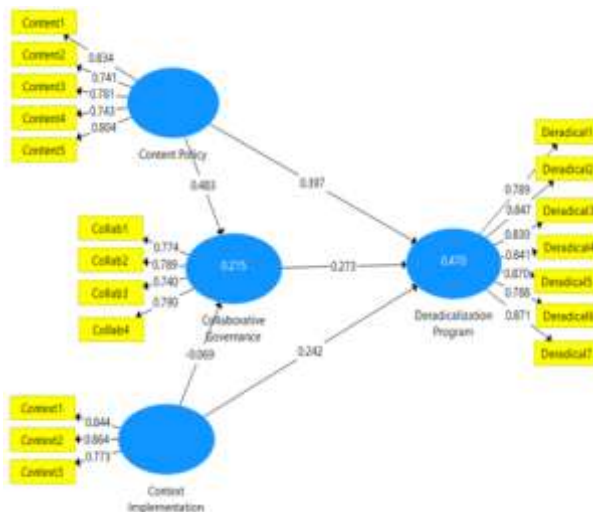 Content1
Content2
Content3
Content4
Content5
0.834
0.741
0.781
0.743
0.804
Content Policy
0.483
0.397
Collab1
Collab2
Collab3
Collab4
0.774
0.789
0.740
0.790
0.215
Collaborative
Governance
0.273
-0.069
0.242
Context1
Context2
Context3
0.844
0.864
0.773
Context
Implementation
0.470
Deradicalization
Program
0.789
0.847
0.830
0.841
0.870
0.786
0.871
Deradical1
Deradical2
Deradical3
Deradical4
Deradical5
Deradical6
Deradical7